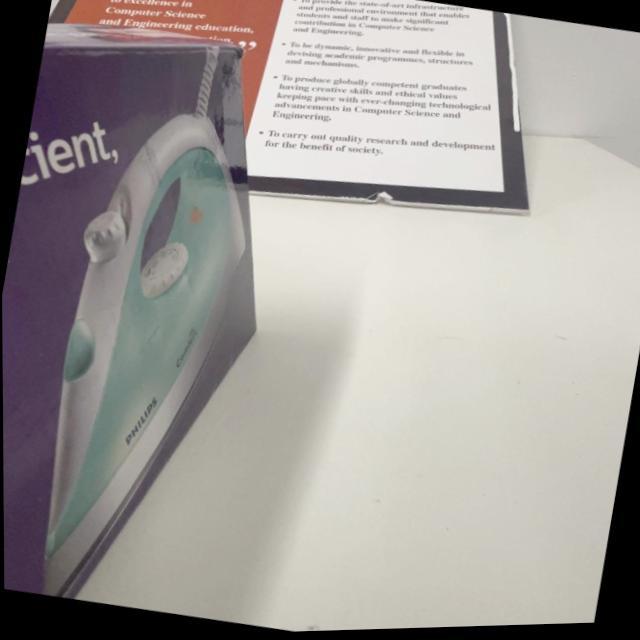 to excellence in
Computer Science
and Engineering education,
”
• To provide the state-of-art infrastructure
and professional environment that enables
students and staff to make significant
contribution in Computer Science
and Engineering.
• To be dynamic, innovative and flexible in
devising academic programmes, structures
and mechanisms.
• To produce globally competent graduates
having creative skills and ethical values
keeping pace with ever-changing technological
advancements in Computer Science and
Engineering.
• To carry out quality research and development
for the benefit of society.
cient,
PHILIPS